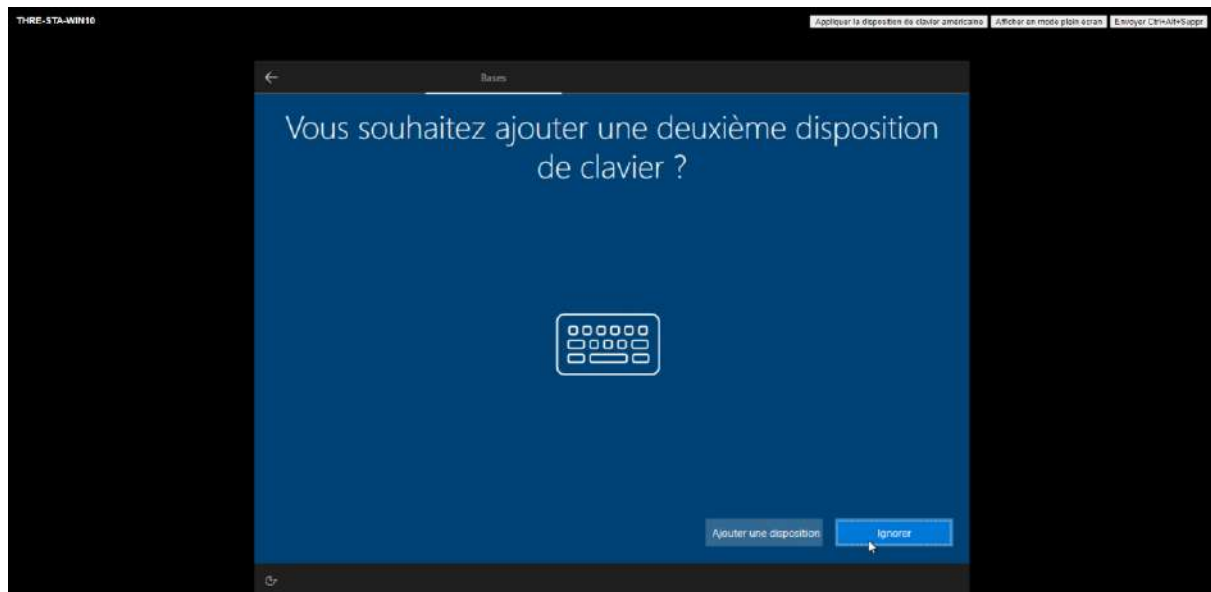 THRE-STA-WIN10
Appliquer la disposition de clavier américaine
Afficher en mode plein écran
Envoyer Ctrl+Alt+Suppr
Bases
Vous souhaitez ajouter une deuxième disposition
de clavier ?
Ajouter une disposition
Ignorer